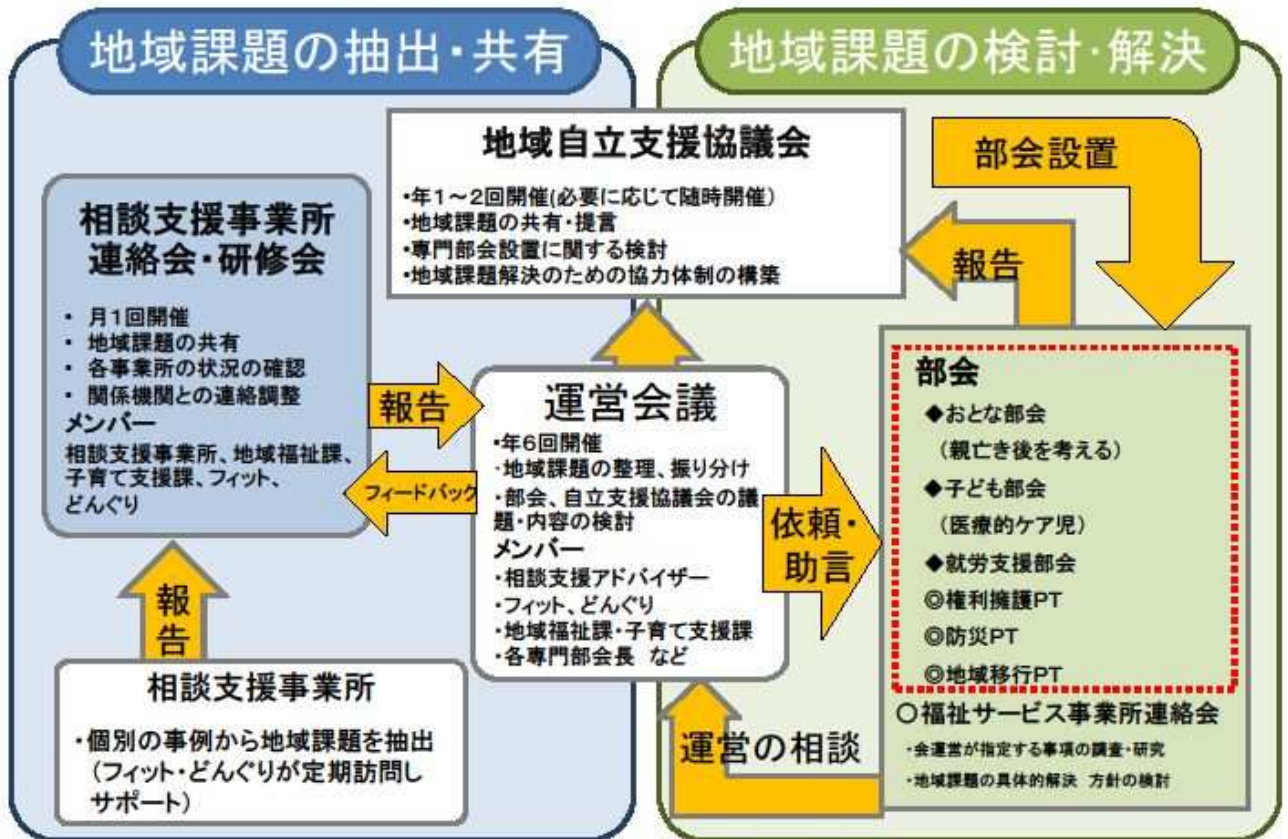 地域課題の抽出・共有
地域課題の検討・解決
地域自立支援協議会
・年1～2回開催(必要に応じて随時開催）
・地域課題の共有・提言
・専門部会設置に関する検討
・地域課題解決のための協力体制の構築
部会設置
報告
相談支援事業所
連絡会・研修会
・ 月1回開催
・ 地域課題の共有
・ 各事業所の状況の確認
・ 関係機関との連絡調整
メンバー
相談支援事業所、地域福祉課、
子育て支援課、フィット、
どんぐり
報告
フィードバック
運営会議
・年6回開催
・地域課題の整理、振り分け
・部会、自立支援協議会の議
題・内容の検討
メンバー
・相談支援アドバイザー
・フィット、どんぐり
・地域福祉課・子育て支援課
・各専門部会長 など
依頼・
助言
部会
◆おとな部会
（親亡き後を考える）
◆子ども部会
（医療的ケア児）
◆就労支援部会
◎権利擁護PT
◎防災PT
◎地域移行PT
○福祉サービス事業所連絡会
・会運営が指定する事項の調査・研究
・地域課題の具体的解決 方針の検討
報
告
相談支援事業所
・個別の事例から地域課題を抽出
（フィット・どんぐりが定期訪問し
サポート）
運営の相談